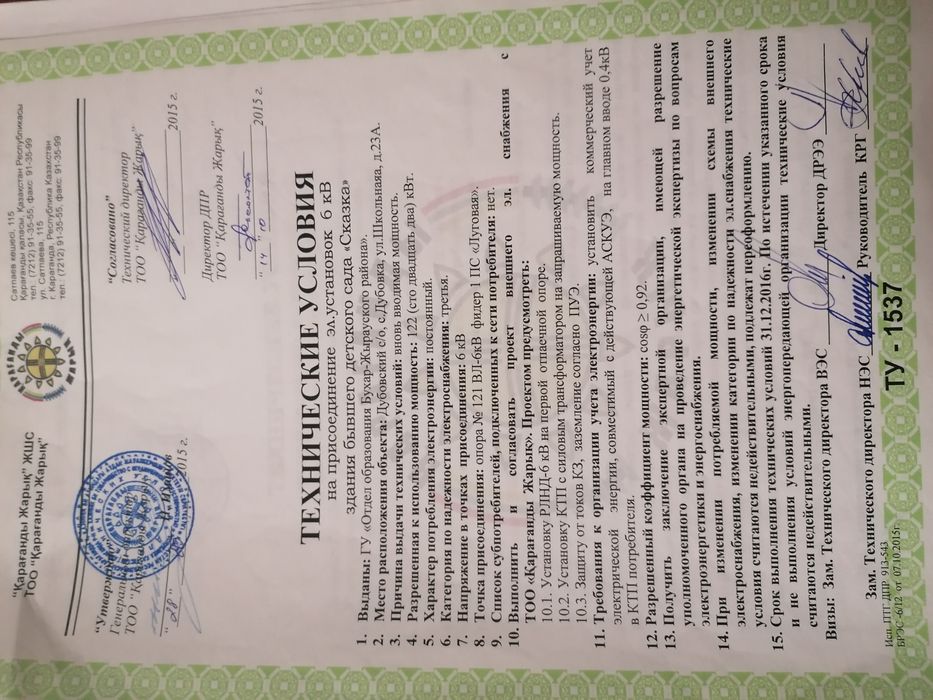 "Қарағанды Жарық" ЖШС
ТОО "Қарағанды Жарық"
Сатпаев көшесі, 115
Қарағанды қаласы, Қазақстан Республикасы
тел.: (7212) 91-35-55, факс: 91-35-99
ул. Сатпаева, 115
г. Караганда, Республика Казахстан
тел.: (7212) 91-35-55, факс: 91-35-99
"Утверждаю"
Генеральный
ТОО
2015 г.
"Согласовано"
Технический директор
ТОО "Қарағанды Жарық"
2015 г.
Директор ДПР
ТОО "Қарағанды Жарық"
"14" 10 2015 г.
ТЕХНИЧЕСКИЕ УСЛОВИЯ
на присоединение эл.установок 6 кВ
здания бывшего детского сада «Сказка»
1. Выданы: ГУ «Отдел образования Бухар-Жырауского района».
2. Место расположения объекта: Дубовский с/о, с.Дубовка, ул.Школьнаяа, д.23А.
3. Причина выдачи технических условий: вновь вводимая мощность.
4. Разрешенная к использованию мощность: 122 (сто двадцать два) кВт.
5. Характер потребления электроэнергии: постоянный.
6. Категория по надежности электроснабжения: третья.
7. Напряжение в точках присоединения: 6 кВ
8. Точка присоединения: опора № 121 ВЛ-6кВ фидер 1 ПС «Луговая».
9. Список субпотребителей, подключенных к сети потребителя: нет.
10. Выполнить и согласовать проект внешнего эл. снабжения с
ТОО «Қарағанды Жарық». Проектом предусмотреть:
10.1. Установку РЛНД-6 кВ на первой отпаечной опоре.
10.2. Установку КТП с силовым трансформатором на запрашиваемую мощность.
10.3. Защиту от токов КЗ, заземление согласно ПУЭ.
11. Требования к организации учета электроэнергии: установить коммерческий учет
электрической энергии, совместимый с действующей АСКУЭ, на главном вводе 0,4кВ
в КТП потребителя.
12. Разрешенный коэффициент мощности: cosφ ≥ 0,92.
13. Получить заключение экспертной организации, имеющей разрешение
уполномоченного органа на проведение энергетической экспертизы по вопросам
электроэнергетики и энергоснабжения.
14. При изменении потребляемой мощности, изменении схемы внешнего
электроснабжения, изменении категории по надежности эл.снабжения технические
условия считаются недействительными, подлежат переоформлению.
15. Срок выполнения технических условий 31.12.2016г. По истечении указанного срока
и не выполнения условий энергопередающей организации технические условия
считаются недействительными.
Визы: Зам. Технического директора ВЭС Директор ДРЭЭ
Зам. Технического директора НЭС Руководитель КРГ
Исп. ПТП ДПР 913-543
БРЭС-6/12 от 07.10.2015г.
ТУ - 1537